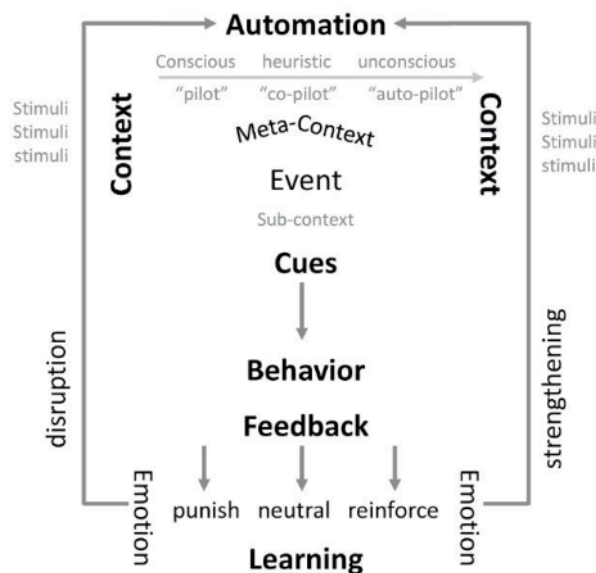 Automation
Conscious heuristic unconscious
"pilot" "co-pilot" "auto-pilot"
Stimuli
Stimuli
stimuli
Context
Meta-Context
Context
Stimuli
Stimuli
stimuli
Event
Sub-context
Cues
disruption
Behavior
strengthening
Feedback
Emotion
punish neutral reinforce
Emotion
Learning